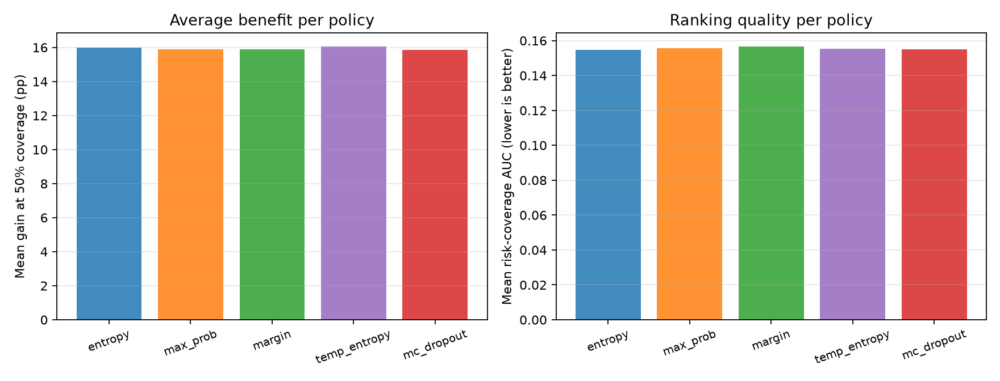 Average benefit per policy
Mean gain at 50% coverage (pp)
16
14
12
10
8
6
4
2
0
entropy
max_prob
margin
temp_entropy
mc_dropout
Ranking quality per policy
Mean risk-coverage AUC (lower is better)
0.16
0.14
0.12
0.10
0.08
0.06
0.04
0.02
0.00
entropy
max_prob
margin
temp_entropy
mc_dropout